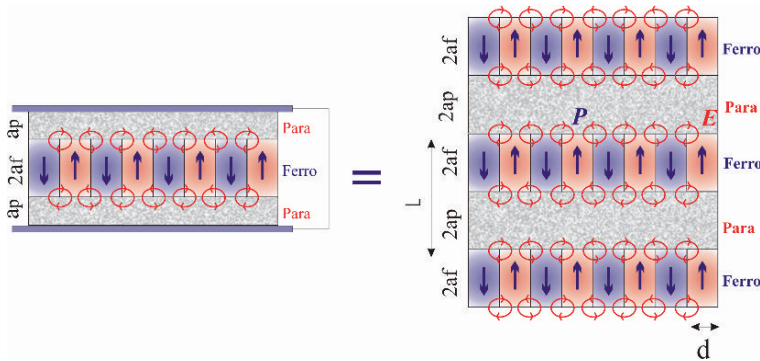 ap
2af
ap
Para
Ferro
Para
=
2af
2ap
2af
2ap
2af
L
P
E
Ferro
Para
Ferro
Para
Ferro
d